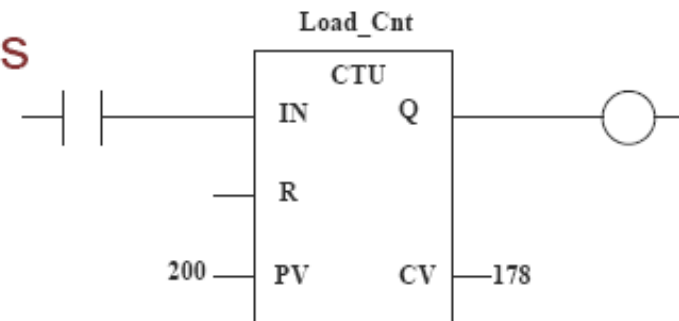 Load_Cnt
S
CTU
IN Q
R
200 PV CV 178